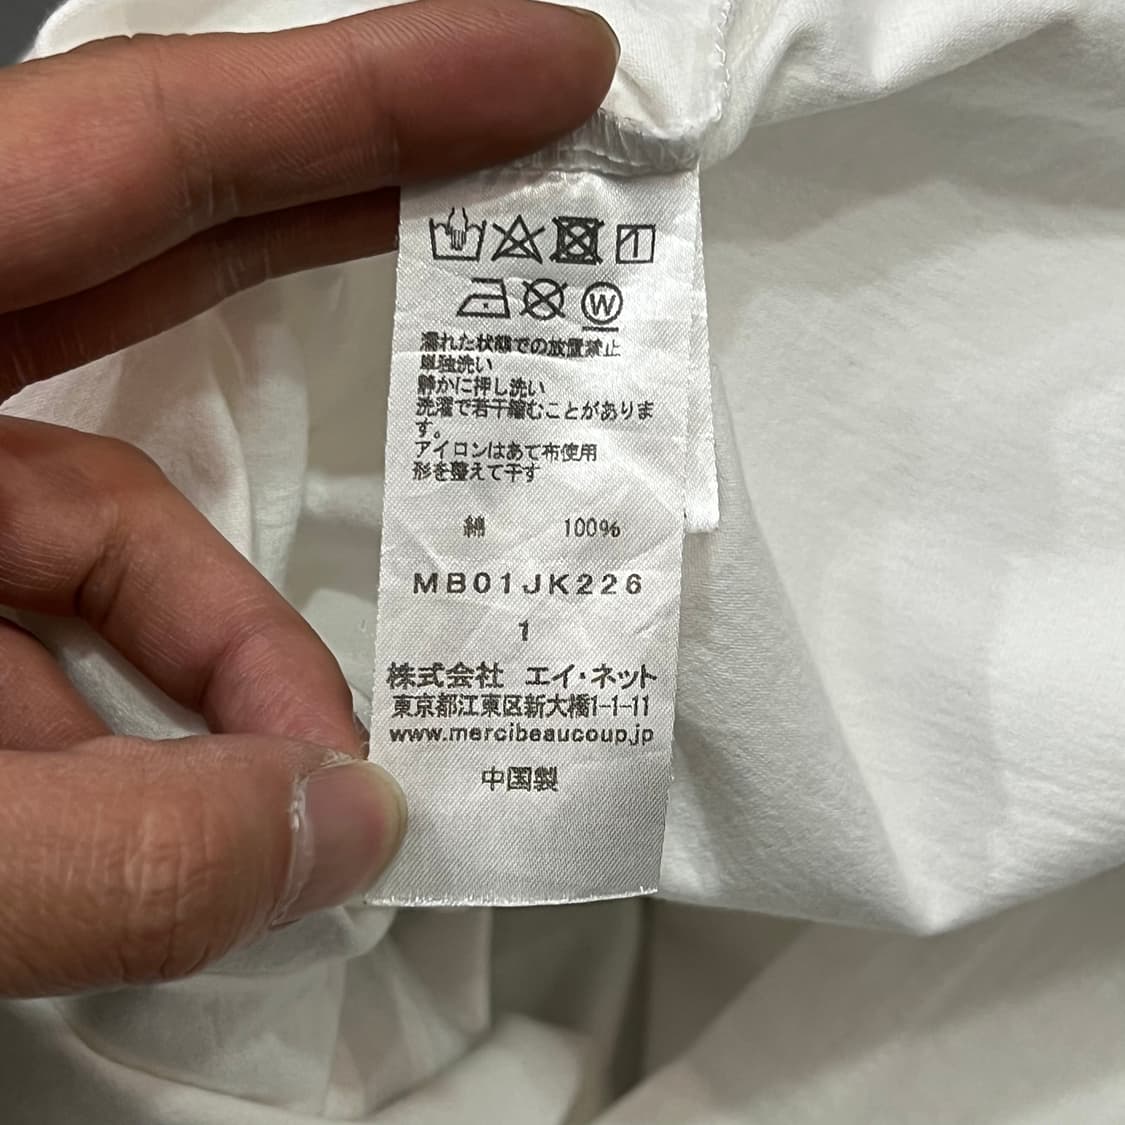 W
濡れた状態での放置禁止
単独洗い
静かに押し洗い
洗濯で若干縮むことがありま
す。
アイロンはあて布使用
形を整えて干す
綿 100%
MB01JK226
1
株式会社 エイ・ネット
東京都江東区新大橋1-1-11
www.mercibeaucoup.jp
中国製